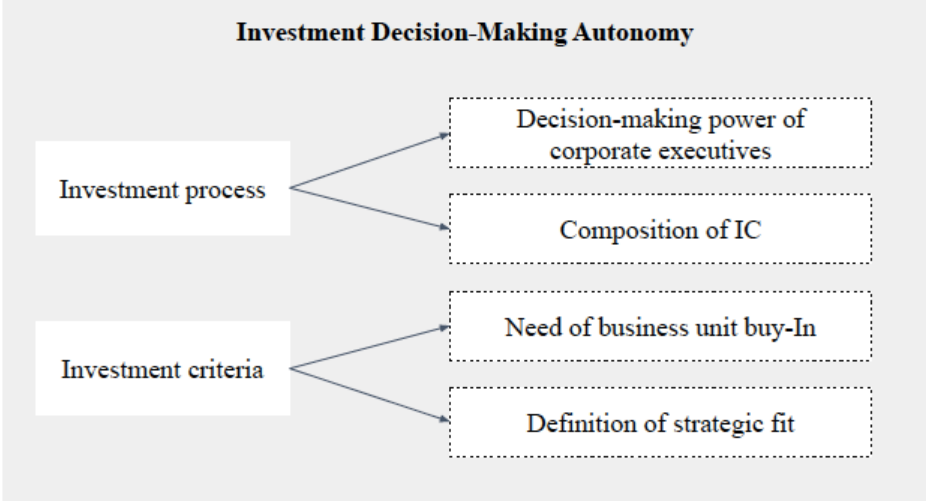 Investment Decision-Making Autonomy
Decision-making power of
corporate executives
Investment process
Composition of IC
Need of business unit buy-In
Investment criteria
Definition of strategic fit